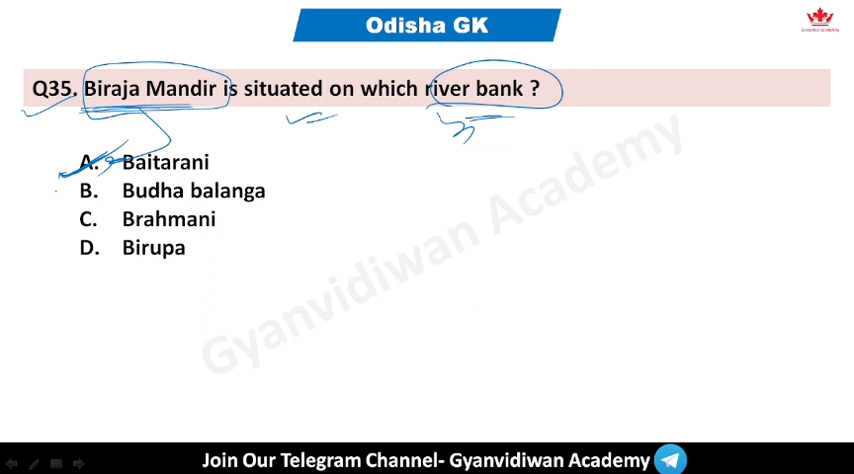 Odisha GK
GYANVIDIWAN
Q35. Biraja Mandir is situated on which river bank ?
A. Baitarani
B. Budha balanga
C. Brahmani
D. Birupa
Gyanvidiwan Academy
Join Our Telegram Channel- Gyanvidiwan Academy